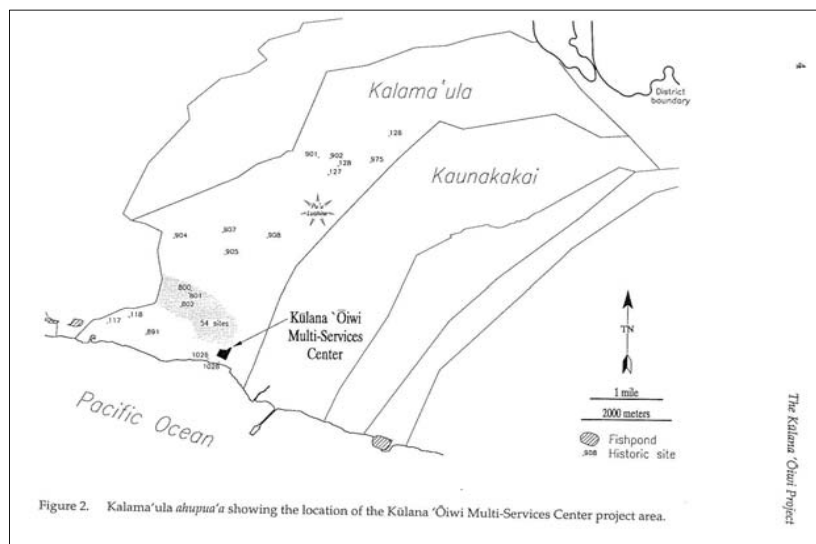 4
District
boundary
Kalama'ula
128
901
902
128
975
127
Kaunakakai
Pu'u
Luahine
904
907
908
905
800
801
802
117
118
54 sites
891
Kūlana 'Ōiwi
Multi-Services
Center
1025
1026
TN
1 mile
2000 meters
Pacific Ocean
Fishpond
908 Historic site
The Kūlana 'Ōiwi Project
Figure 2. Kalama'ula ahupua'a showing the location of the Kūlana 'Ōiwi Multi-Services Center project area.